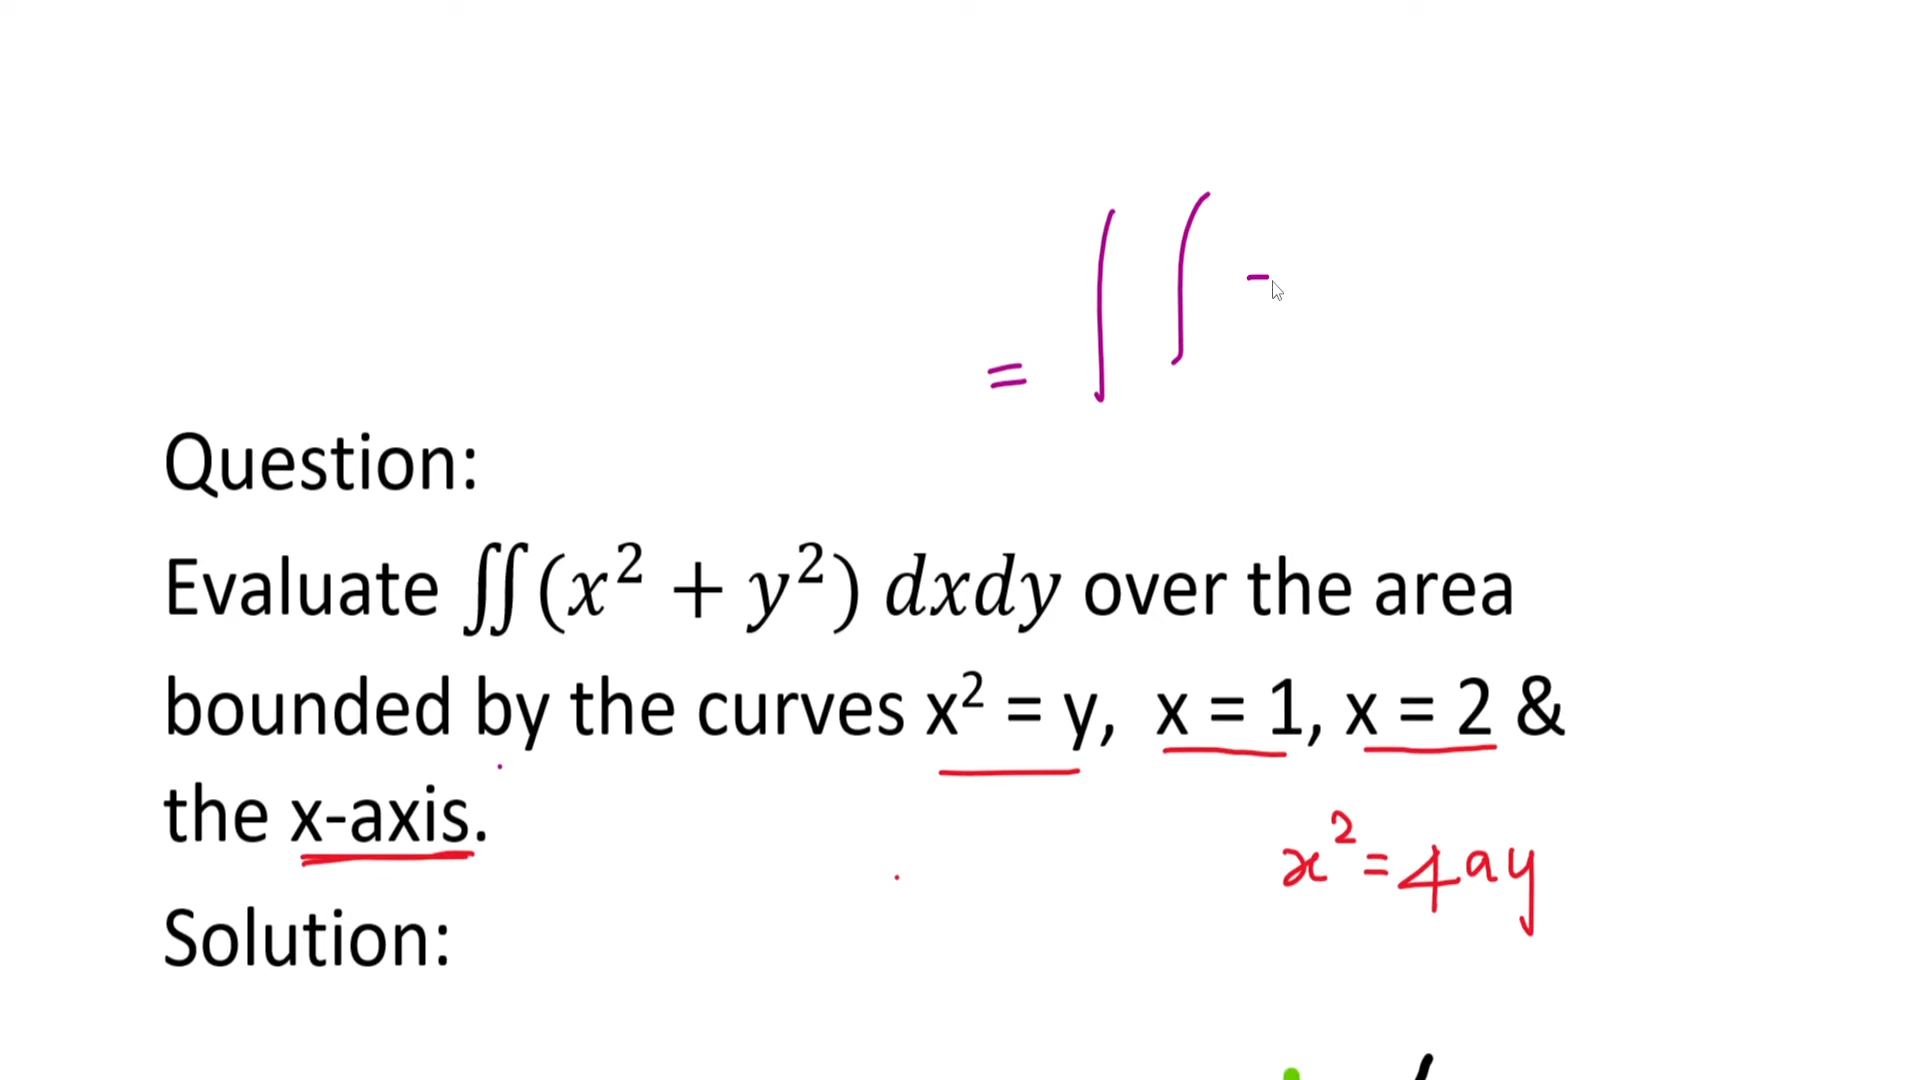 = ∫ ∫ -
Question:
Evaluate ∬(x² + y²) dxdy over the area
bounded by the curves x² = y, x = 1, x = 2 &
the x-axis.
x² = 4ay
Solution: